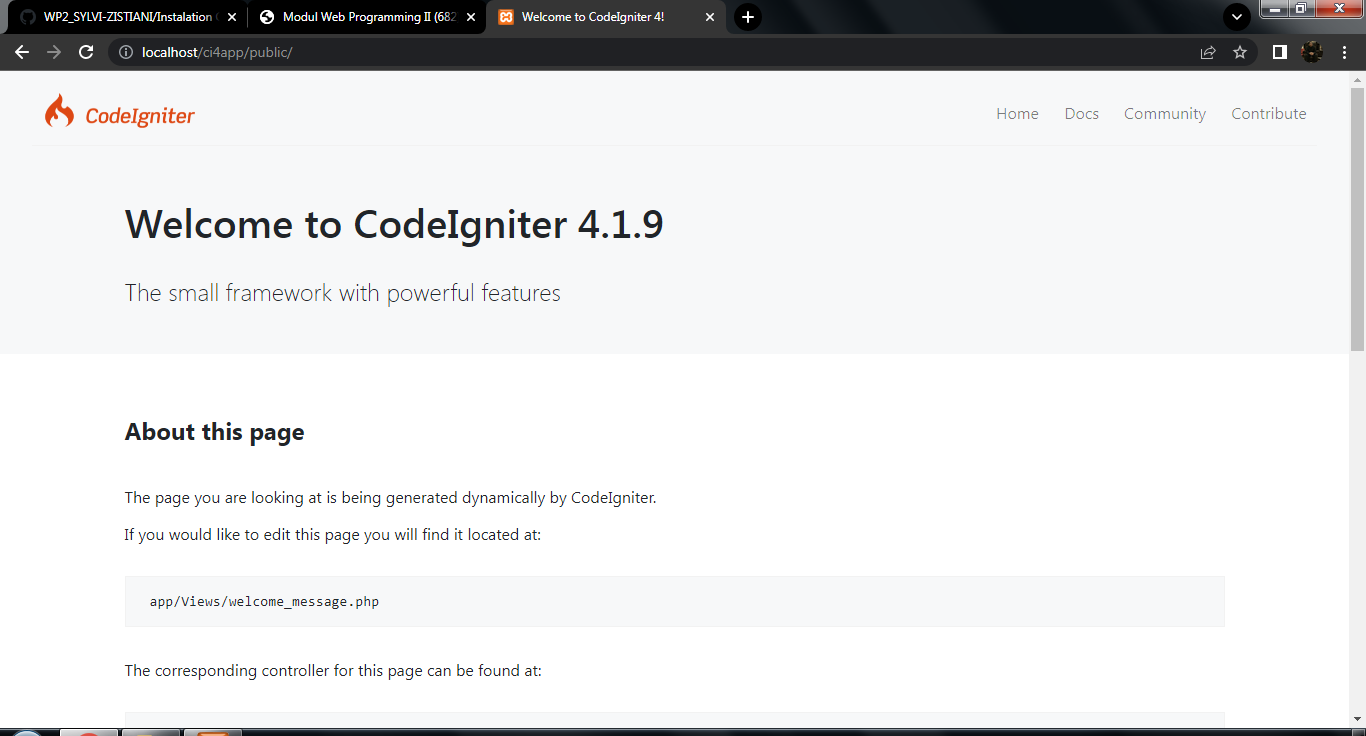 WP2_SYLVI-ZISTIANI/Instalation
Modul Web Programming II (682
Welcome to CodeIgniter 4!
localhost/ci4app/public/
CodeIgniter
Home Docs Community Contribute
Welcome to CodeIgniter 4.1.9
The small framework with powerful features
About this page
The page you are looking at is being generated dynamically by CodeIgniter.
If you would like to edit this page you will find it located at:
app/Views/welcome_message.php
The corresponding controller for this page can be found at: